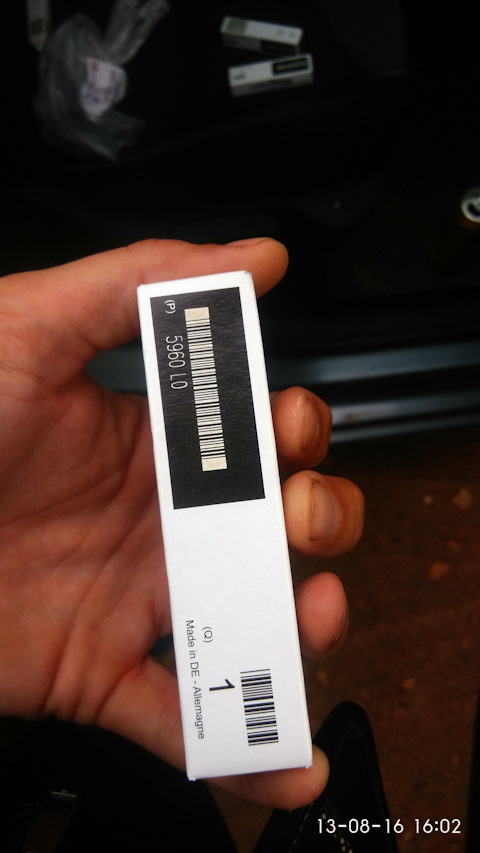 (P)
5960 L0
(Q)
1
Made in DE - Allemagne
13-08-16 16:02